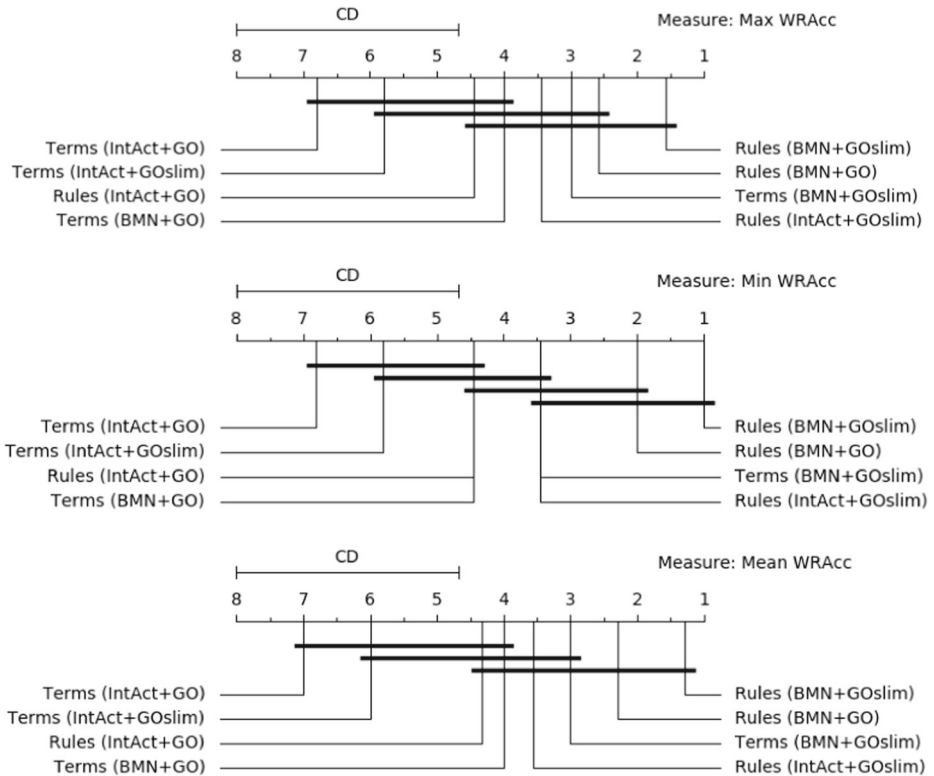 CD
Measure: Max WRAcc
8 7 6 5 4 3 2 1
Terms (IntAct+GO) Rules (BMN+GOslim)
Terms (IntAct+GOslim) Rules (BMN+GO)
Rules (IntAct+GO) Terms (BMN+GOslim)
Terms (BMN+GO) Rules (IntAct+GOslim)
CD
Measure: Min WRAcc
8 7 6 5 4 3 2 1
Terms (IntAct+GO) Rules (BMN+GOslim)
Terms (IntAct+GOslim) Rules (BMN+GO)
Rules (IntAct+GO) Terms (BMN+GOslim)
Terms (BMN+GO) Rules (IntAct+GOslim)
CD
Measure: Mean WRAcc
8 7 6 5 4 3 2 1
Terms (IntAct+GO) Rules (BMN+GOslim)
Terms (IntAct+GOslim) Rules (BMN+GO)
Rules (IntAct+GO) Terms (BMN+GOslim)
Terms (BMN+GO) Rules (IntAct+GOslim)